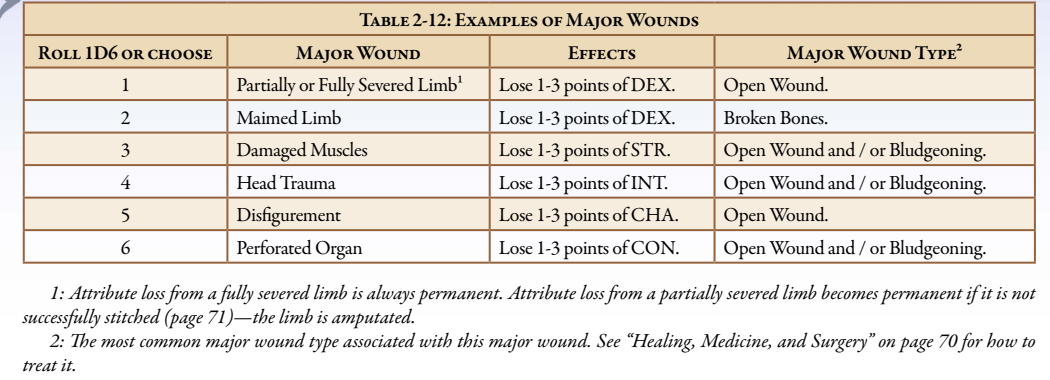 Table 2-12: Examples of Major Wounds
Roll 1D6 or choose Major Wound Effects Major Wound Type²
1 Partially or Fully Severed Limb¹ Lose 1-3 points of DEX. Open Wound.
2 Maimed Limb Lose 1-3 points of DEX. Broken Bones.
3 Damaged Muscles Lose 1-3 points of STR. Open Wound and / or Bludgeoning.
4 Head Trauma Lose 1-3 points of INT. Open Wound and / or Bludgeoning.
5 Disfigurement Lose 1-3 points of CHA. Open Wound.
6 Perforated Organ Lose 1-3 points of CON. Open Wound and / or Bludgeoning.
1: Attribute loss from a fully severed limb is always permanent. Attribute loss from a partially severed limb becomes permanent if it is not
successfully stitched (page 71)—the limb is amputated.
2: The most common major wound type associated with this major wound. See “Healing, Medicine, and Surgery” on page 70 for how to
treat it.